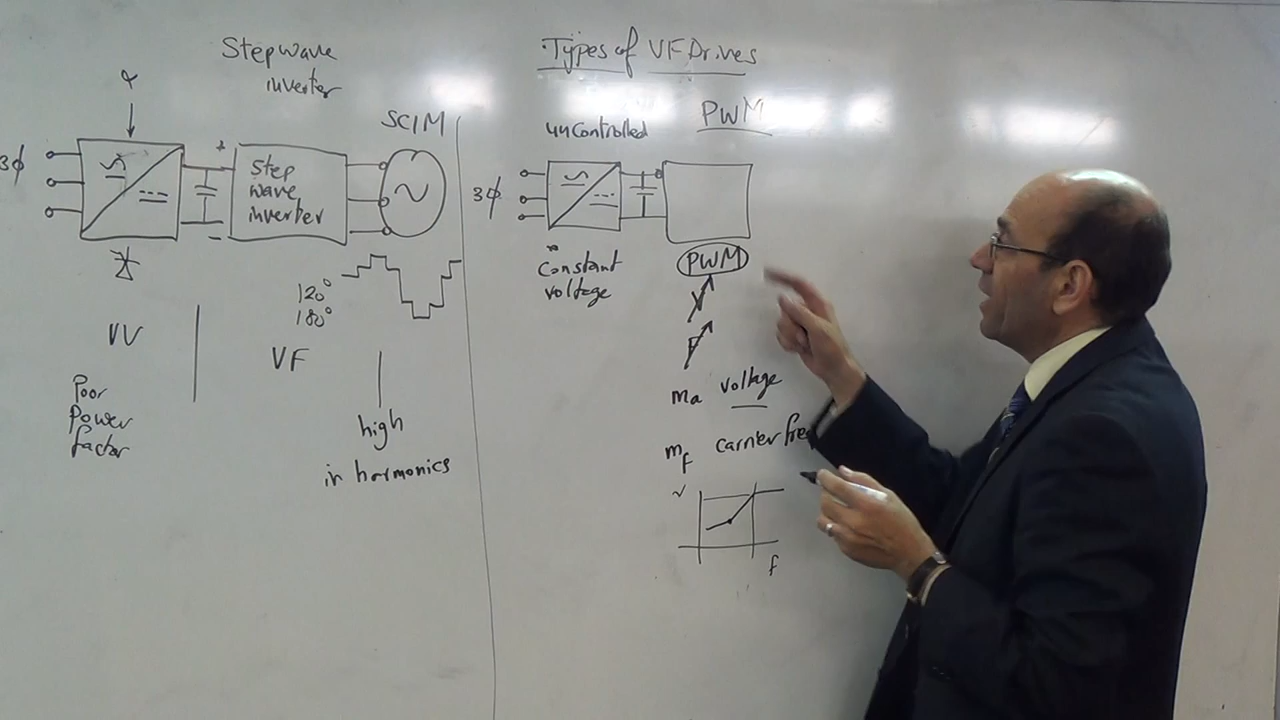 Stepwave
inverter
α
3ϕ
+
-
Step
wave
inverter
SCIM
120°
180°
VV
VF
Poor
Power
factor
high
in harmonics
Types of VF Drives
uncontrolled
PWM
3ϕ
Constant
voltage
PWM
V
F
ma voltage
mf carrier freq
v
f